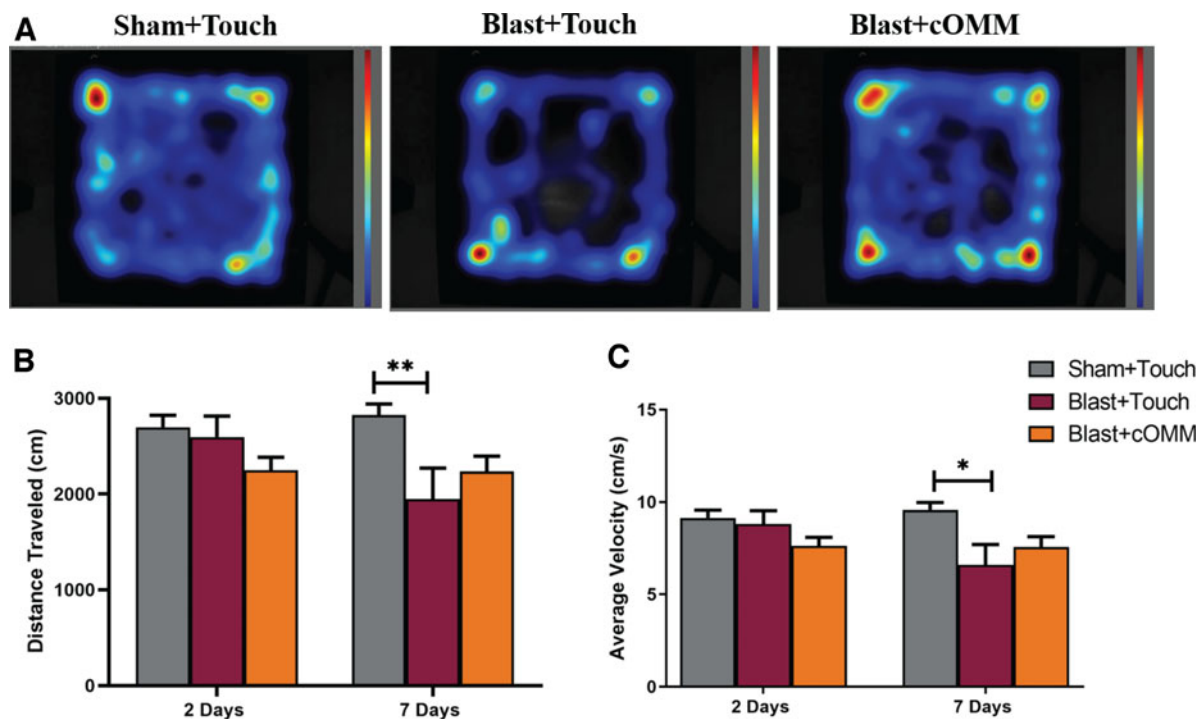 A
Sham+Touch
Blast+Touch
Blast+cOMM
B
**
Distance Traveled (cm)
3000
2000
1000
0
2 Days
7 Days
C
Sham+Touch
Blast+Touch
Blast+cOMM
*
Average Velocity (cm/s)
15
10
5
0
2 Days
7 Days